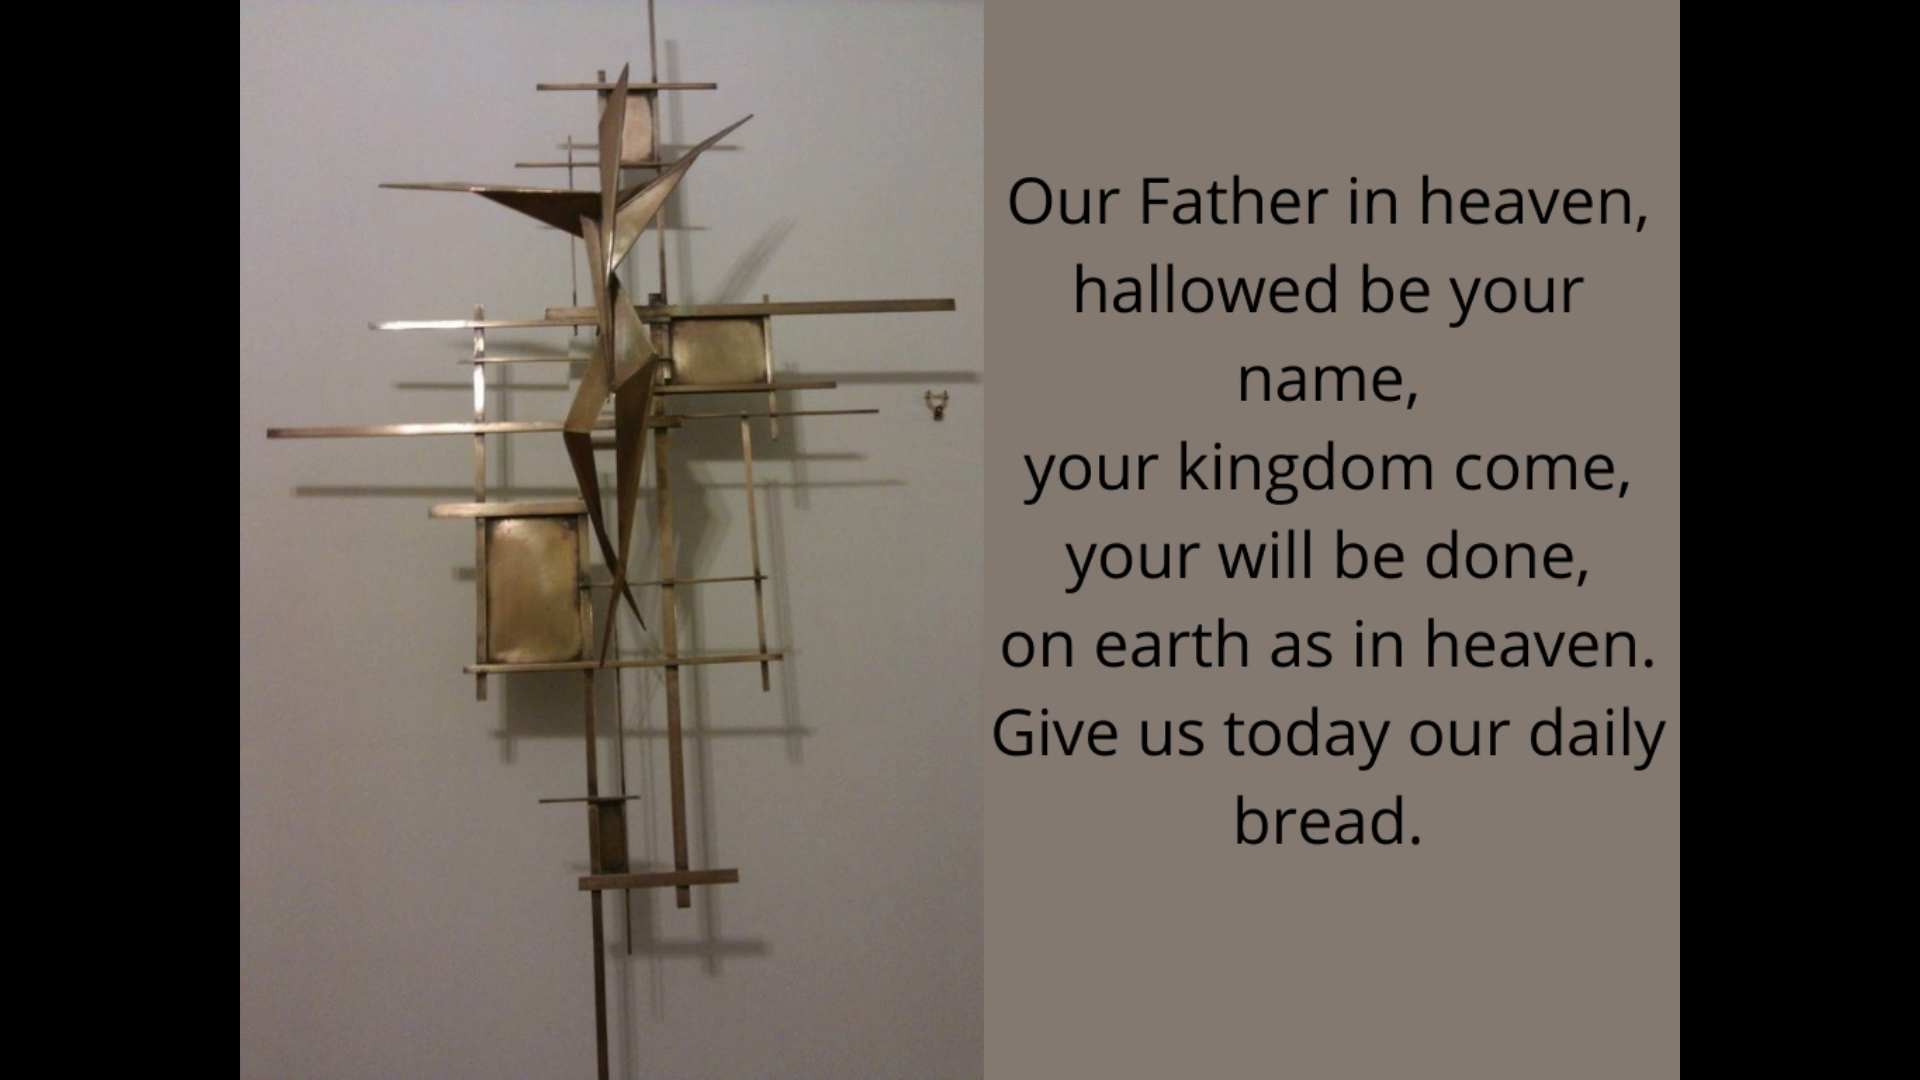 Our Father in heaven,
hallowed be your
name,
your kingdom come,
your will be done,
on earth as in heaven.
Give us today our daily
bread.